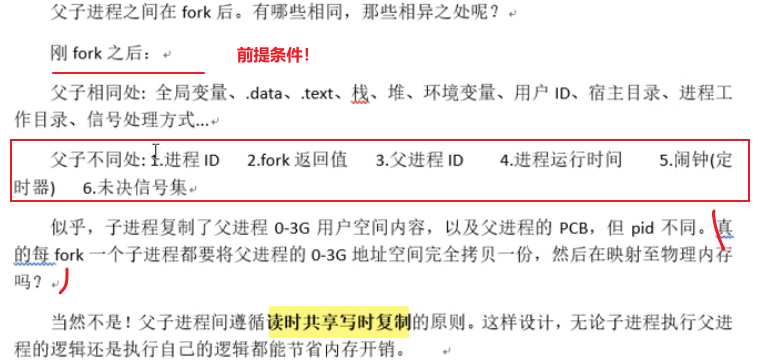 父子进程之间在 fork 后。有哪些相同，那些相异之处呢？
刚 fork 之后：
前提条件！
父子相同处: 全局变量、.data、.text、栈、堆、环境变量、用户 ID、宿主目录、进程工
作目录、信号处理方式...
父子不同处: 1.进程 ID 2.fork 返回值 3.父进程 ID 4.进程运行时间 5.闹钟(定
时器) 6.未决信号集
似乎，子进程复制了父进程 0-3G 用户空间内容，以及父进程的 PCB，但 pid 不同。真
的每 fork 一个子进程都要将父进程的 0-3G 地址空间完全拷贝一份，然后在映射至物理内存
吗？
当然不是！父子进程间遵循读时共享写时复制的原则。这样设计，无论子进程执行父进
程的逻辑还是执行自己的逻辑都能节省内存开销。